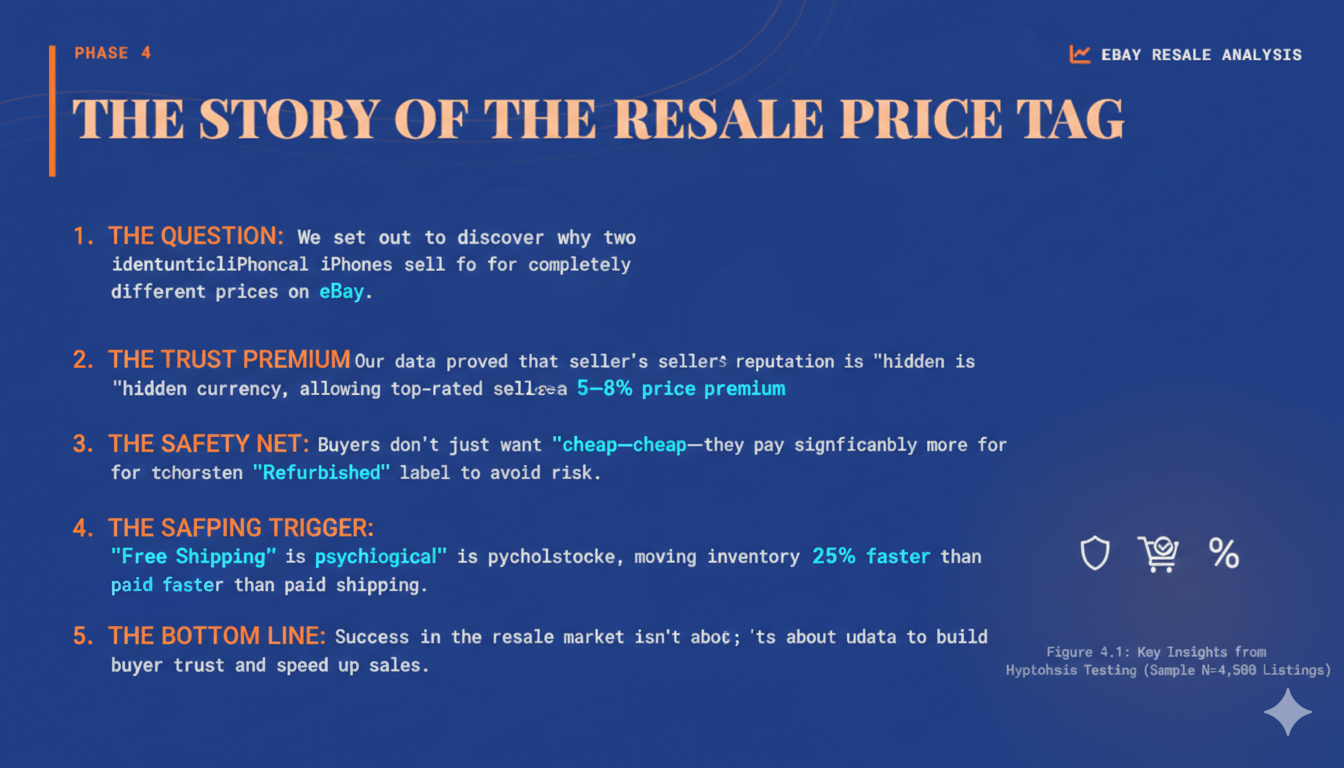 PHASE 4
EBAY RESALE ANALYSIS
THE STORY OF THE RESALE PRICE TAG
1. THE QUESTION: We set out to discover why two
identunticliPhoncal iPhones sell fo for completely
different prices on eBay.
2. THE TRUST PREMIUM Our data proved that seller's sellers reputation is "hidden is
"hidden currency, allowing top-rated 5–8% price premium
3. THE SAFETY NET: Buyers don't just want "cheap—cheap—they pay signficanbly more for
for tchorsten "Refurbished" label to avoid risk.
4. THE SAFPING TRIGGER:
"Free Shipping" is psychiogical" is pycholstocke, moving inventory 25% faster than
paid faster than paid shipping.
5. THE BOTTOM LINE: Success in the resale market isn't 'ts about udata to build
buyer trust and speed up sales.
%
Figure 4.1: Key Insights from
Hyptohsis Testing (Sample N=4,500 Listings)